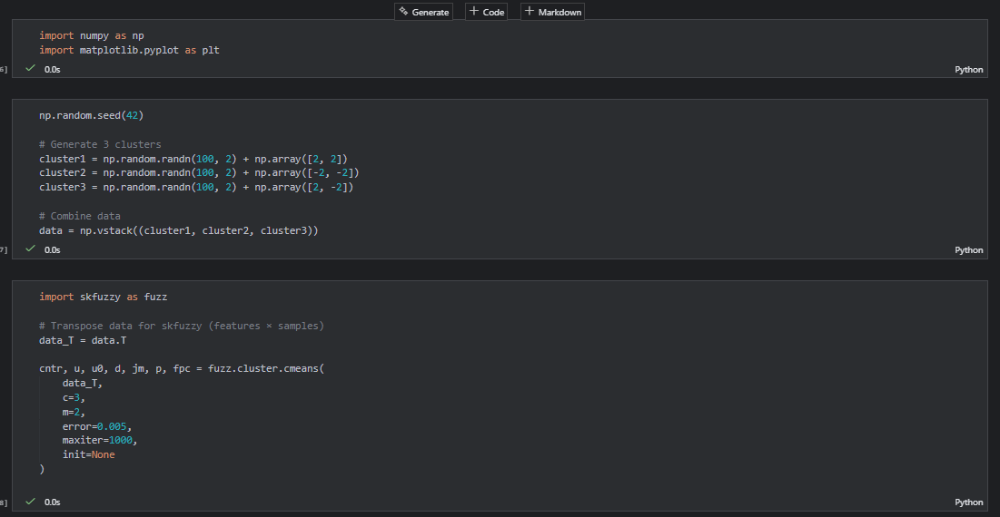 Generate + Code + Markdown
import numpy as np
import matplotlib.pyplot as plt
6] ✓ 0.0s Python
np.random.seed(42)
# Generate 3 clusters
cluster1 = np.random.randn(100, 2) + np.array([2, 2])
cluster2 = np.random.randn(100, 2) + np.array([-2, -2])
cluster3 = np.random.randn(100, 2) + np.array([2, -2])
# Combine data
data = np.vstack((cluster1, cluster2, cluster3))
7] ✓ 0.0s Python
import skfuzzy as fuzz
# Transpose data for skfuzzy (features × samples)
data_T = data.T
cntr, u, u0, d, jm, p, fpc = fuzz.cluster.cmeans(
    data_T,
    c=3,
    m=2,
    error=0.005,
    maxiter=1000,
    init=None
)
8] ✓ 0.0s Python